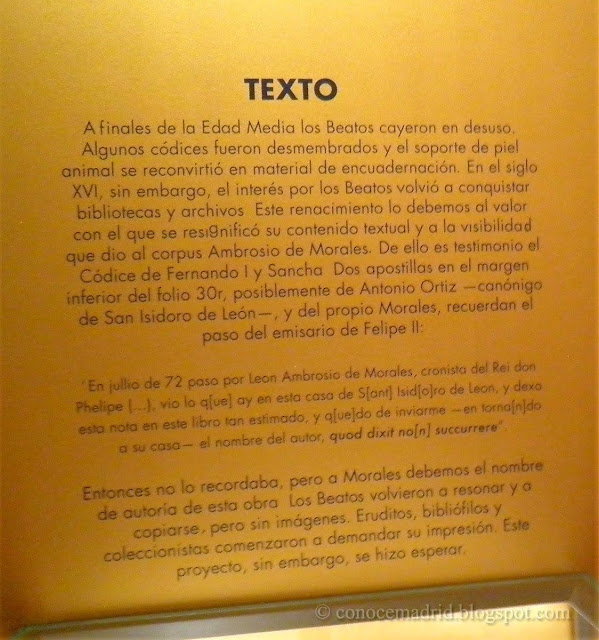 TEXTO
A finales de la Edad Media los Beatos cayeron en desuso.
Algunos códices fueron desmembrados y el soporte de piel
animal se reconvirtió en material de encuadernación. En el siglo
XVI, sin embargo, el interés por los Beatos volvió a conquistar
bibliotecas y archivos Este renacimiento lo debemos al valor
con el que se resignificó su contenido textual y a la visibilidad
que dio al corpus Ambrosio de Morales. De ello es testimonio el
Códice de Fernando I y Sancha Dos apostillas en el margen
inferior del folio 30r, posiblemente de Antonio Ortiz —canónigo
de San Isidoro de León—, y del propio Morales, recuerdan el
paso del emisario de Felipe II:
"En jullio de 72 paso por Leon Ambrosio de Morales, cronista del Rei don
Phelipe (...), vio lo q[ue] ay en esta casa de S[ant] Isid[o]ro de Leon, y dexo
esta nota en este libro tan estimado, y q[ue]do de inviarme —en torna[n]do
a su casa— el nombre del autor, quod dixit no[n] succurrere".
Entonces no lo recordaba, pero a Morales debemos el nombre
de autoría de esta obra Los Beatos volvieron a resonar y a
copiarse, pero sin imágenes. Eruditos, bibliófilos y
coleccionistas comenzaron a demandar su impresión. Este
proyecto, sin embargo, se hizo esperar.
© conocemadrid.blogspot.com